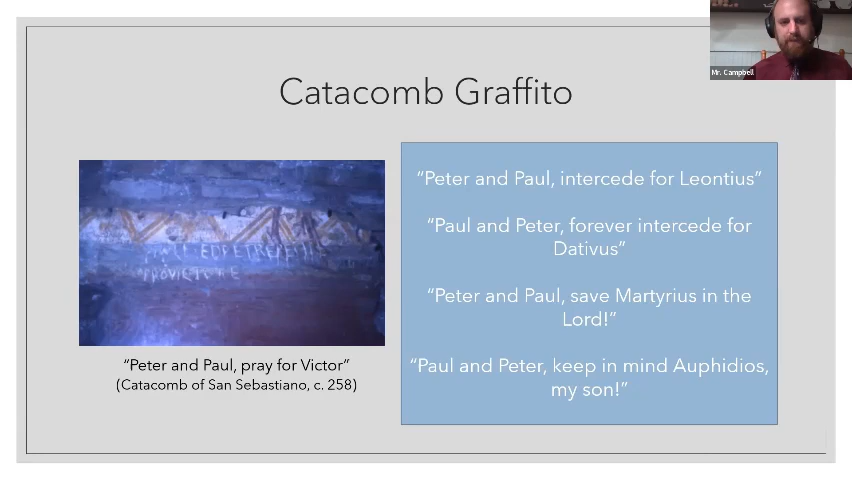 Mr. Campbell
Catacomb Graffito
“Peter and Paul, pray for Victor”
(Catacomb of San Sebastiano, c. 258)
“Peter and Paul, intercede for Leontius”
“Paul and Peter, forever intercede for
Dativus”
“Peter and Paul, save Martyrius in the
Lord!”
“Paul and Peter, keep in mind Auphidios,
my son!”